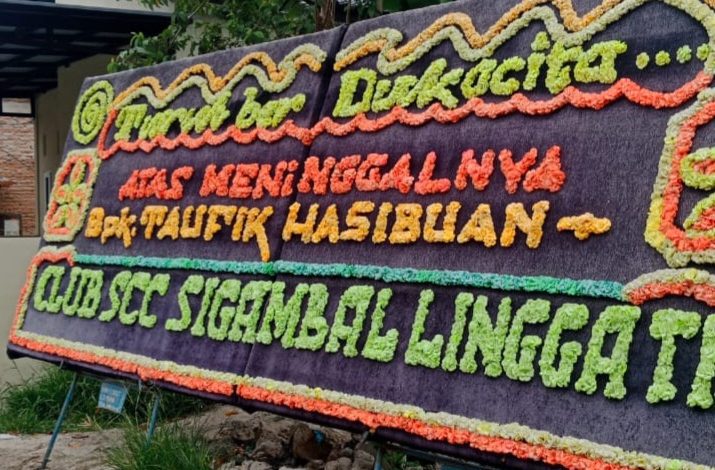 Turut ber Dukacita....
ATAS MENINGGALNYA
Bpk. TAUFIK HASIBUAN ~
CLUB SCC SIGAMBAL LINGGA T